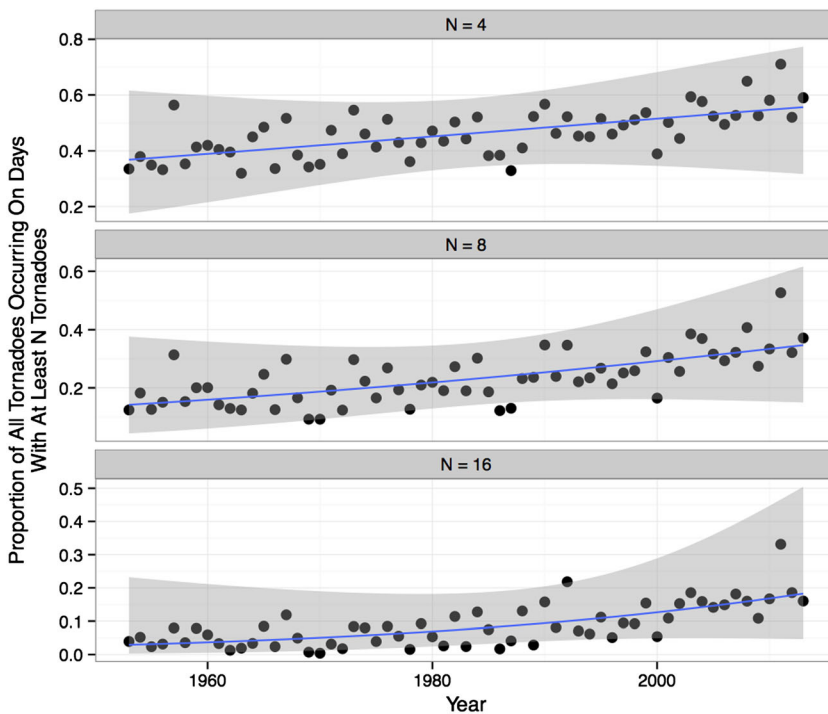 Proportion of All Tornadoes Occurring On Days
With At Least N Tornadoes
N = 4
0.8
0.6
0.4
0.2
N = 8
0.6
0.4
0.2
N = 16
0.5
0.4
0.3
0.2
0.1
0.0
1960 1980 2000
Year